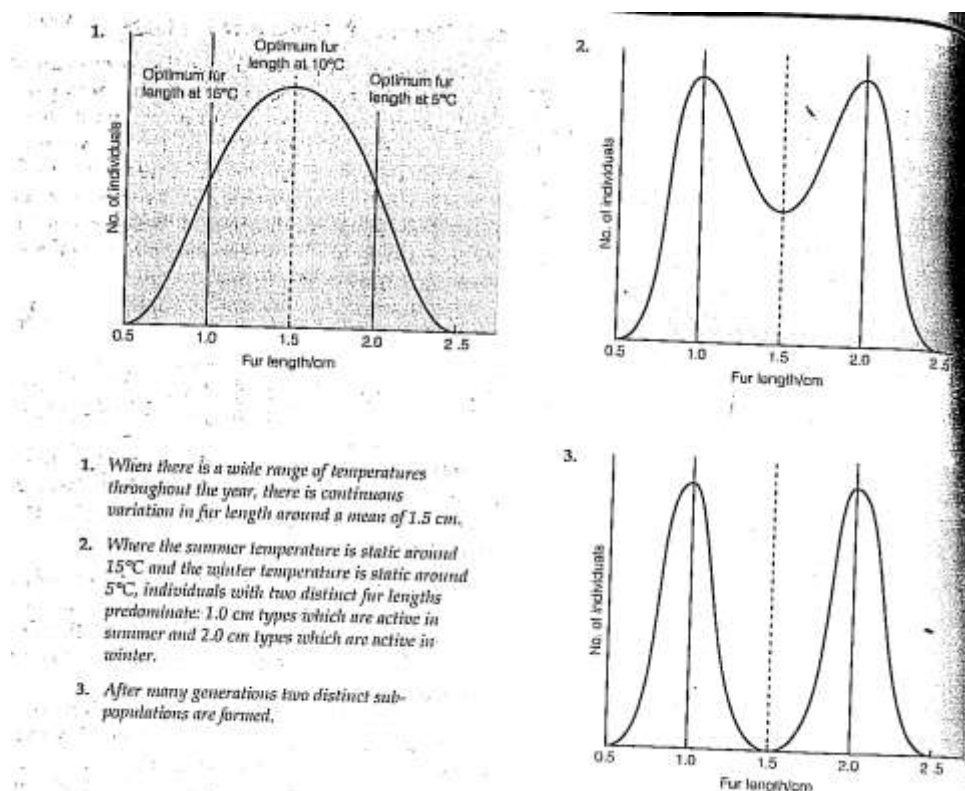 1.
Optimum fur
length at 10°C
Optimum fur
length at 15°C
Optimum fur
length at 5°C
No. of individuals
0.5 1.0 1.5 2.0 2.5
Fur length/cm
2.
No. of individuals
0.5 1.0 1.5 2.0 2.5
Fur length/cm
1. When there is a wide range of temperatures
throughout the year, there is continuous
variation in fur length around a mean of 1.5 cm.
2. Where the summer temperature is static around
15°C and the winter temperature is static around
5°C, individuals with two distinct fur lengths
predominate: 1.0 cm types which are active in
summer and 2.0 cm types which are active in
winter.
3. After many generations two distinct sub-
populations are formed.
3.
No. of individuals
0.5 1.0 1.5 2.0 2.5
Fur length/cm